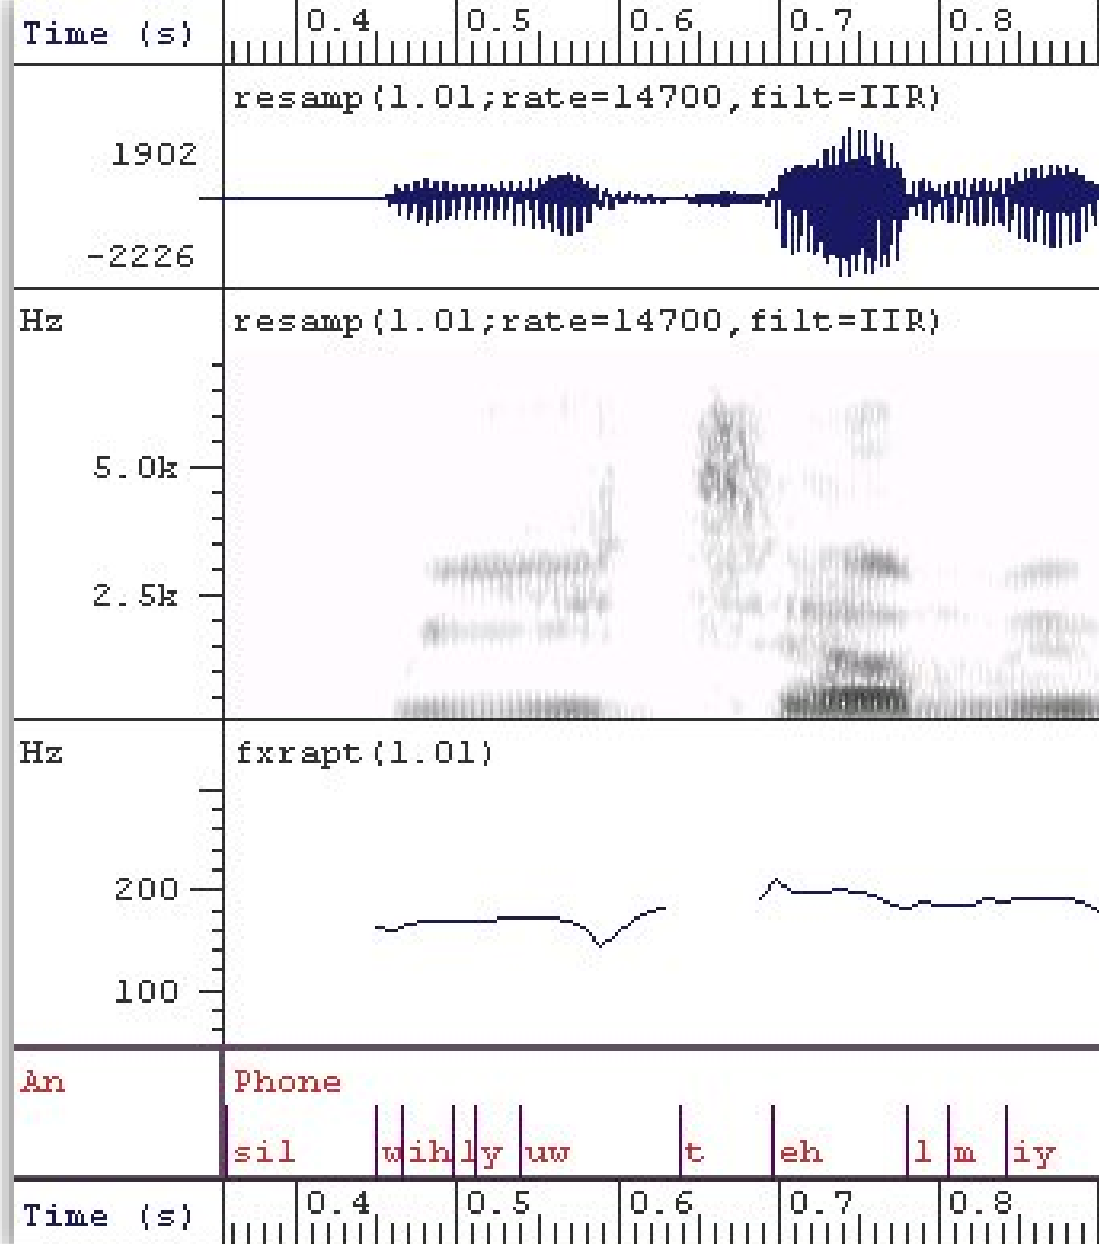 Time (s) 0.4 0.5 0.6 0.7 0.8
resamp(1.01;rate=14700,filt=IIR)
1902
-2226
Hz resamp(1.01;rate=14700,filt=IIR)
5.0k
2.5k
Hz fxrapt(1.01)
200
100
An Phone
sil w ih l y uw t eh l m iy
Time (s) 0.4 0.5 0.6 0.7 0.8